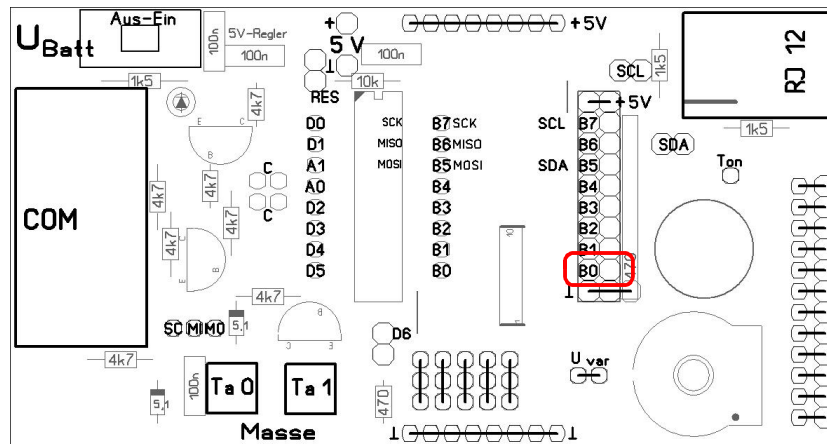 Aus-Ein
U Batt
100n
5V-Regler
100n
+
5 V
⊥
100n
+5V
1k5
4k7
RES
10k
SCL
1k5
RJ 12
+5V
D0
SCK
B7 SCK
SCL
B7
D1
MISO
B6 MISO
B6
SDA
1k5
A1
MOSI
B5 MOSI
SDA
B5
Ton
A0
B4
B4
D2
B3
B3
D3
B2
B2
D4
B1
B1
D5
B0
B0
470
⊥
E
C
B
4k7
C
C
COM
4k7
4k7
4k7
C
E
B
10
1
4k7
SC MI MO
5,1
B
C
E
D6
U var
4k7
5,1
100n
Ta 0
Ta 1
470
Masse
⊥
⊥